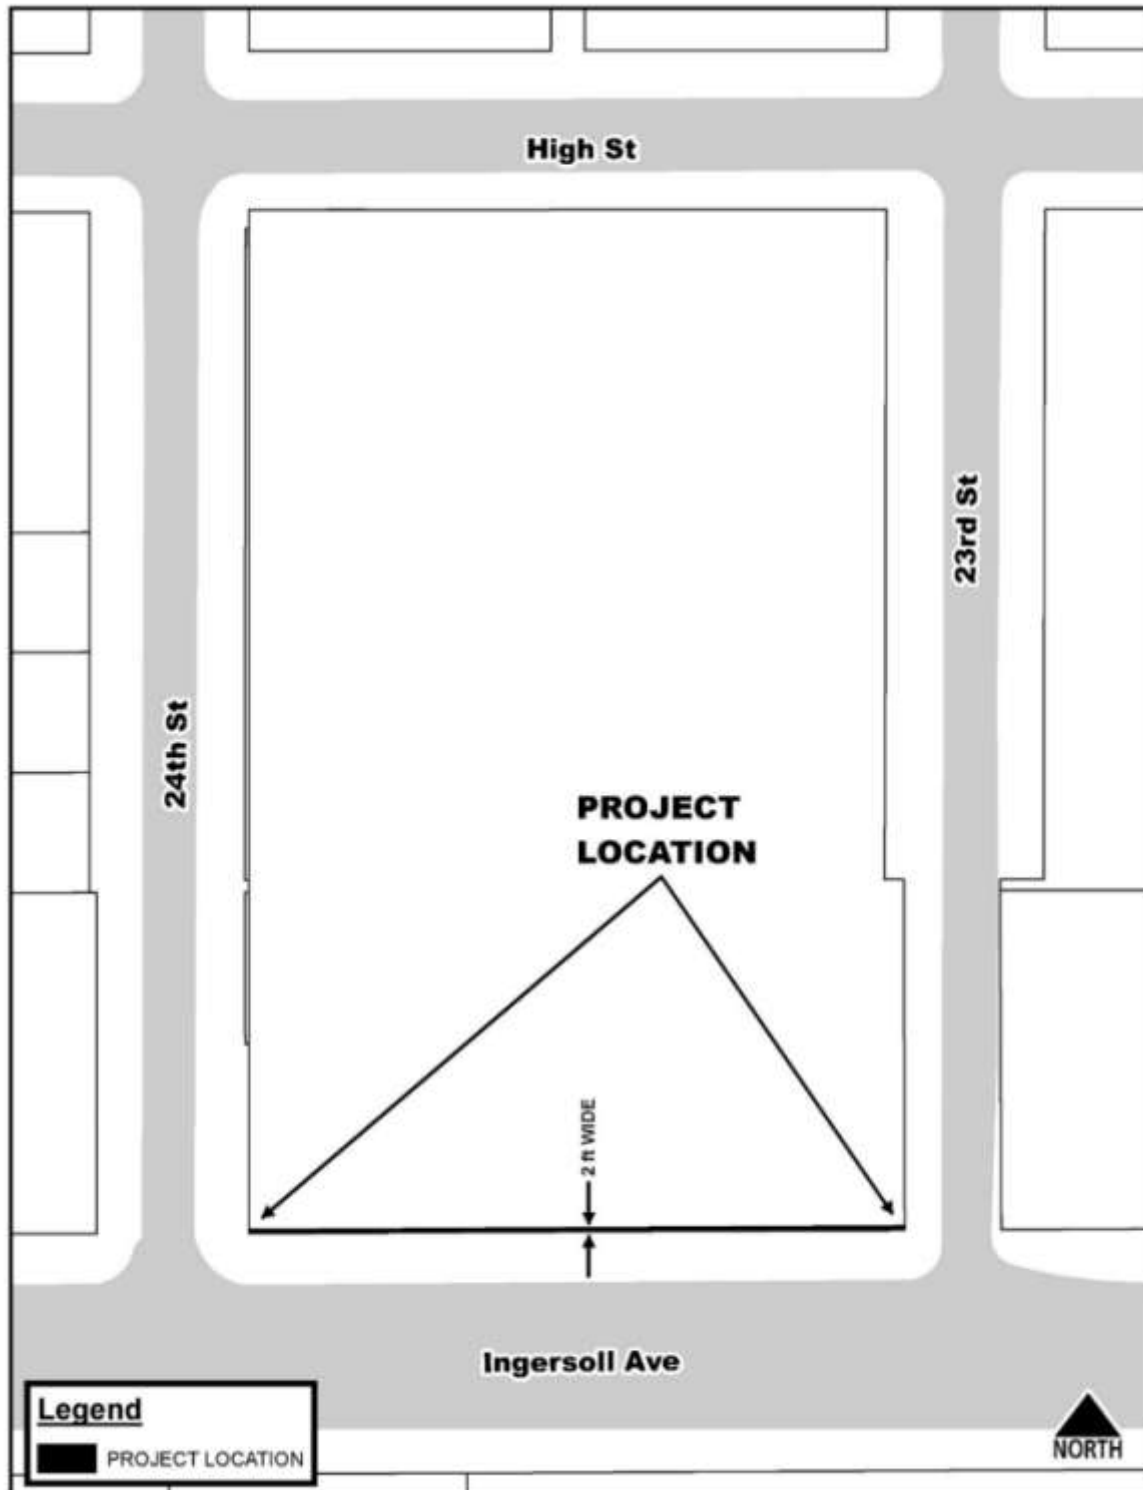 High St
23rd St
24th St
PROJECT
LOCATION
2 ft WIDE
Ingersoll Ave
Legend
PROJECT LOCATION
NORTH